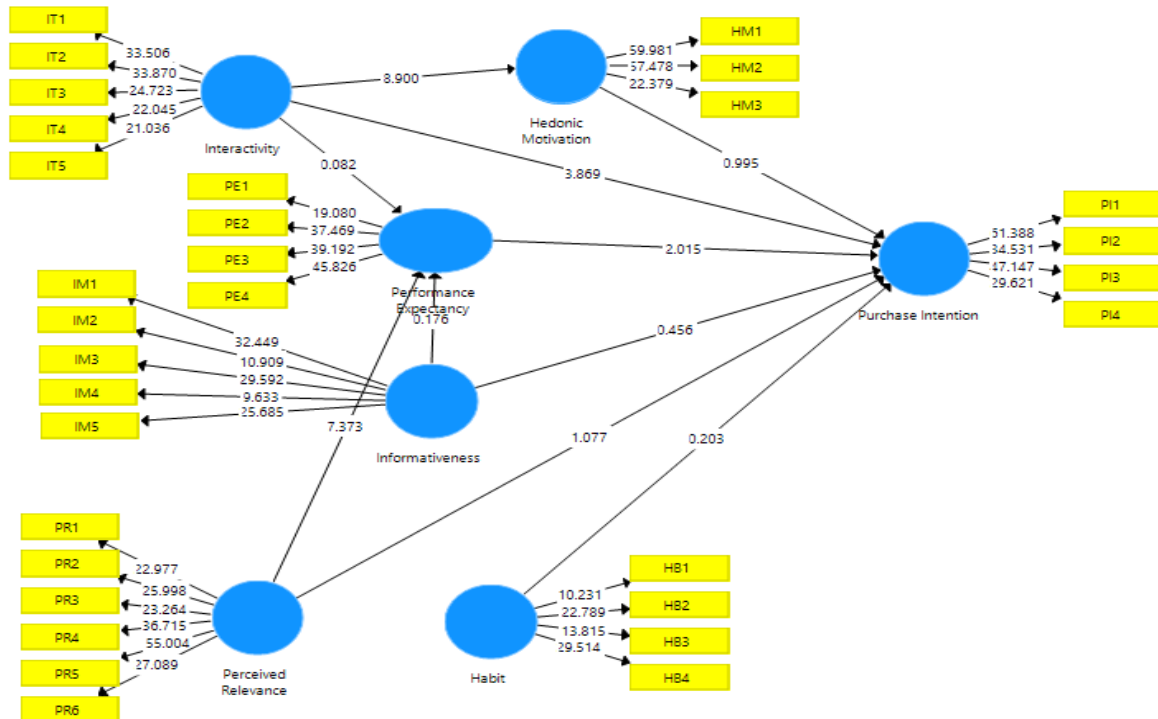 IT1
IT2
IT3
IT4
IT5
33.506
33.870
24.723
22.045
21.036
Interactivity
8.900
0.082
3.869
HM1
HM2
HM3
59.981
57.478
22.379
Hedonic
Motivation
0.995
PE1
PE2
PE3
PE4
19.080
37.469
39.192
45.826
Performance
Expectancy
2.015
0.176
PI1
PI2
PI3
PI4
51.388
34.531
47.147
29.621
Purchase Intention
IM1
IM2
IM3
IM4
IM5
32.449
10.909
29.592
9.633
25.685
Informativeness
0.456
7.373
1.077
0.203
PR1
PR2
PR3
PR4
PR5
PR6
22.977
25.998
23.264
36.715
55.004
27.089
Perceived
Relevance
HB1
HB2
HB3
HB4
10.231
22.789
13.815
29.514
Habit